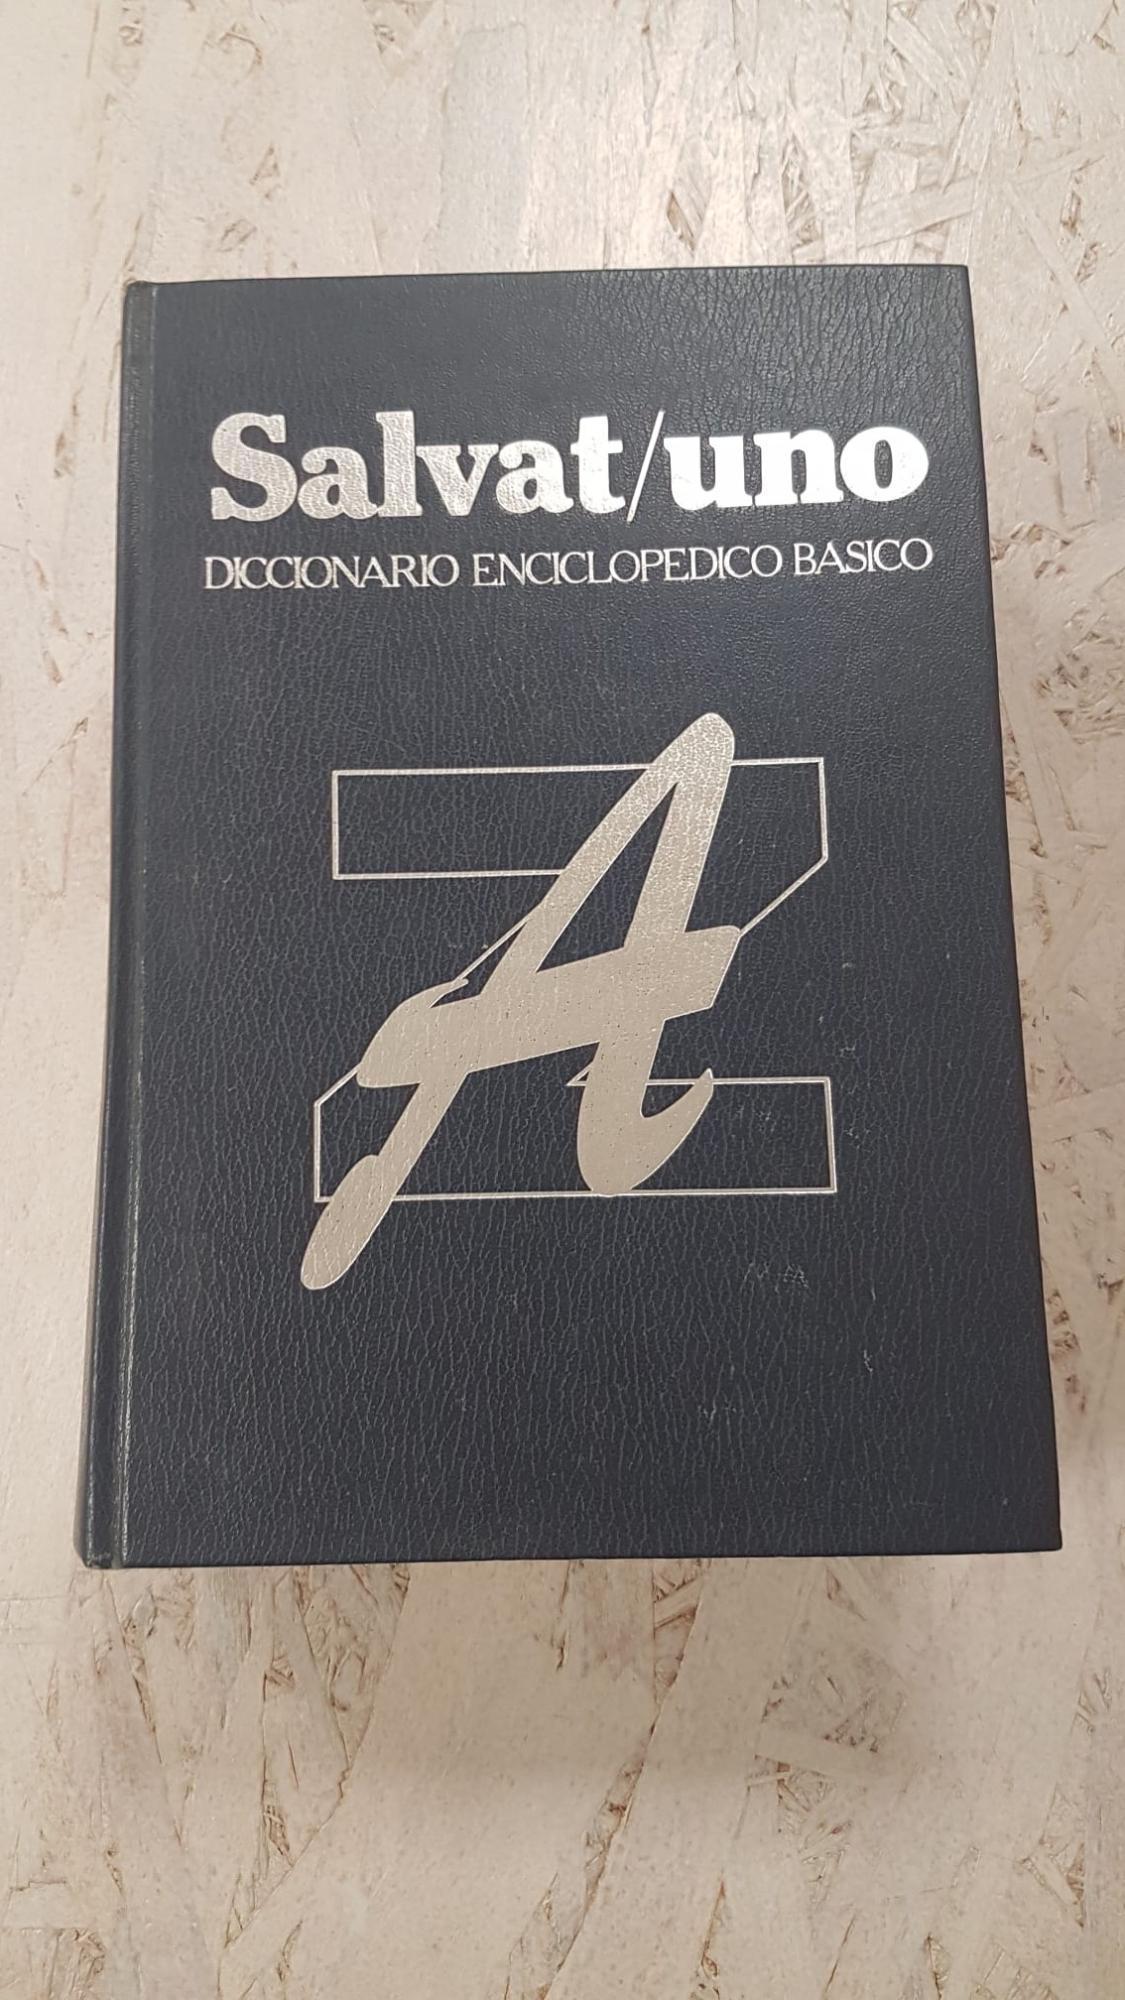 Salvat/uno
DICCIONARIO ENCICLOPEDICO BASICO
A
Z